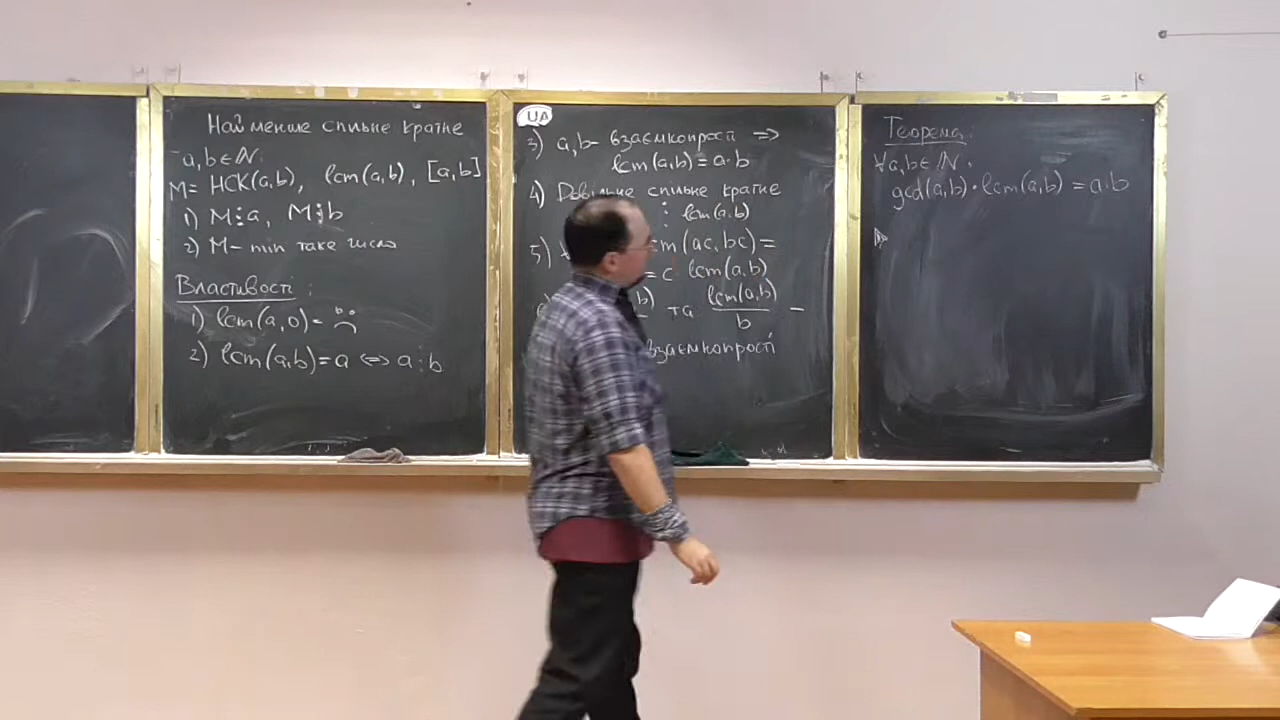 Найменше спільне кратне
a, b ∈ ℕ.
M = НСК(a,b), lcm(a,b), [a,b]
1) M⋮a, M⋮b
2) M – min таке число
Властивості:
1) lcm(a,0) =
2) lcm(a,b) = a ⟺ a⋮b
UA
3) a,b – взаємнопрості ⇒
lcm(a,b) = a·b
4) Довільне спільне кратне
⋮ lcm(a,b)
5) m(ac, bc) =
= c lcm(a,b)
b) та lcm(a,b)/b –
взаємнопрості
Теорема:
∀a,b ∈ ℕ.
gcd(a,b)·lcm(a,b) = a·b